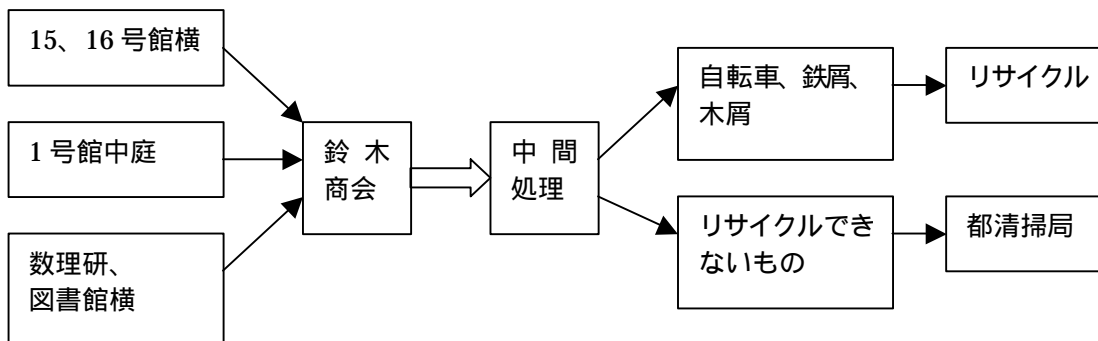 15、16 号館横
1 号館中庭
数理研、
図書館横
鈴 木
商会
中 間
処理
自転車、鉄屑、
木屑
リサイクル
リサイクルでき
ないもの
都清掃局